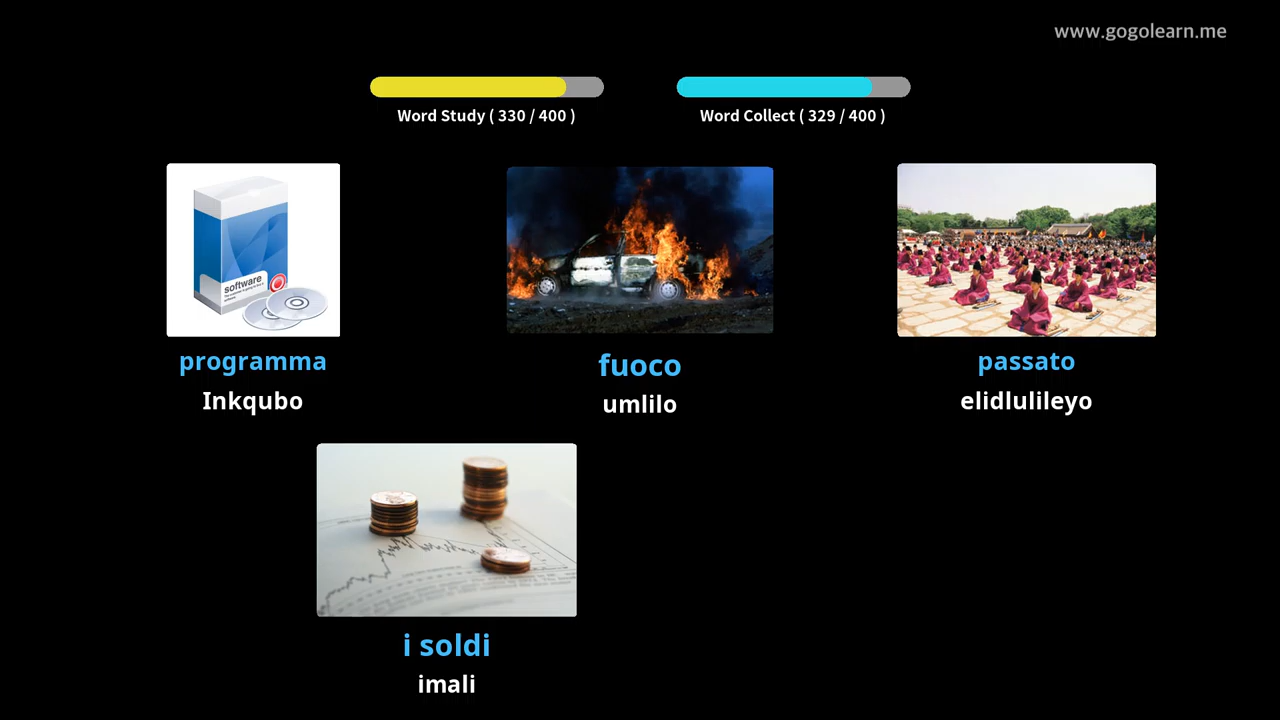 www.gogolearn.me
Word Study ( 330 / 400 )
Word Collect ( 329 / 400 )
software
programma
Inkqubo
fuoco
umlilo
passato
elidlulileyo
i soldi
imali